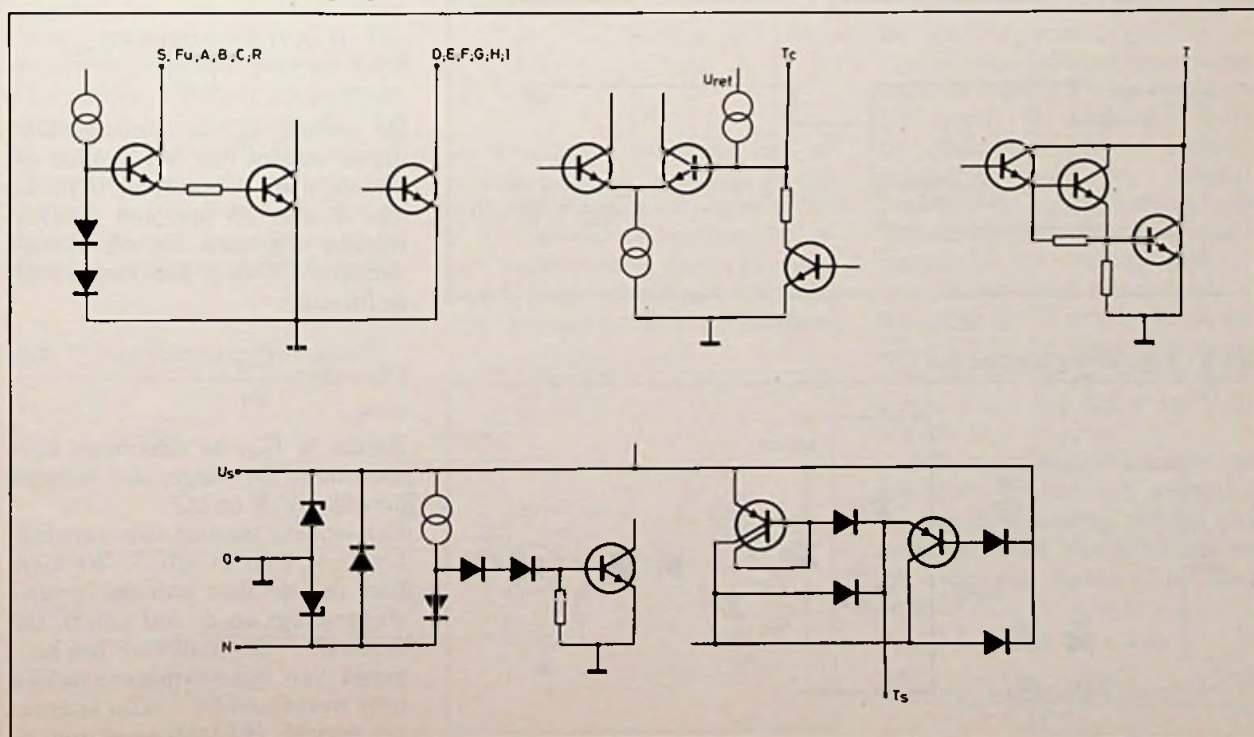 S, Fu, A, B, C; R
D; E, F; G; H; I
Uref
Tc
T
Us
0
N
Ts